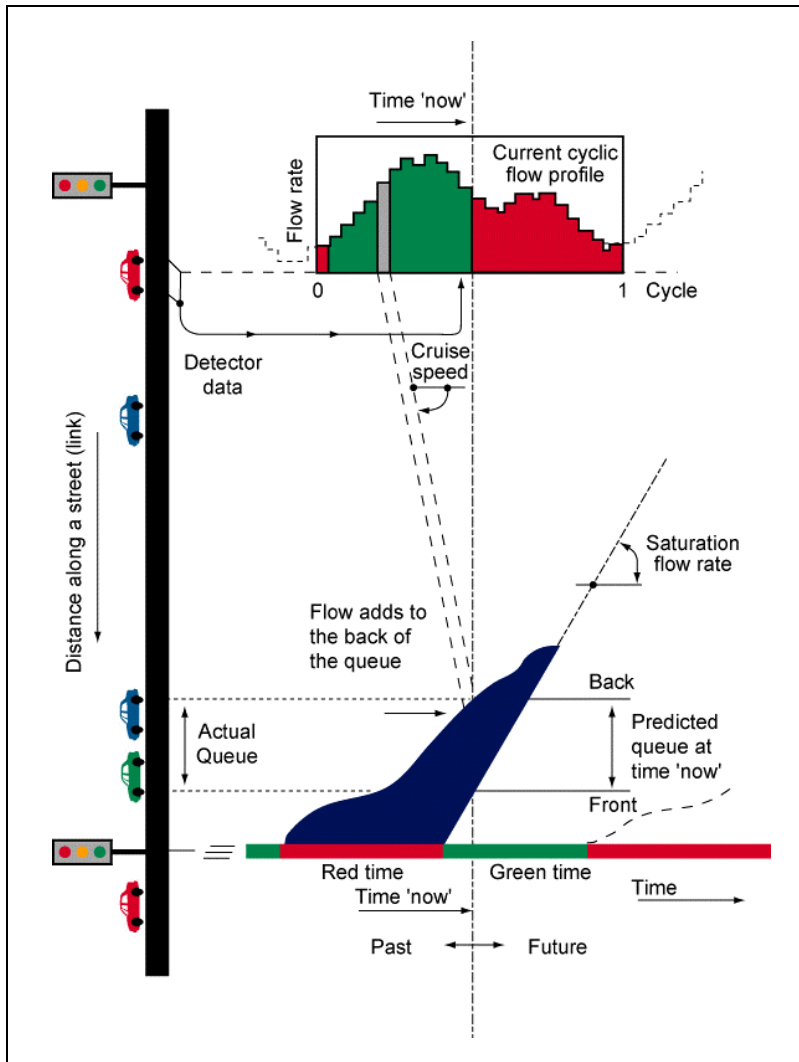 Time 'now'
Current cyclic
flow profile
Flow rate
0
1
Cycle
Detector
data
Cruise
speed
Distance along a street (link)
Saturation
flow rate
Flow adds to
the back of
the queue
Back
Actual
Queue
Predicted
queue at
time 'now'
Front
Red time
Green time
Time 'now'
Time
Past
Future